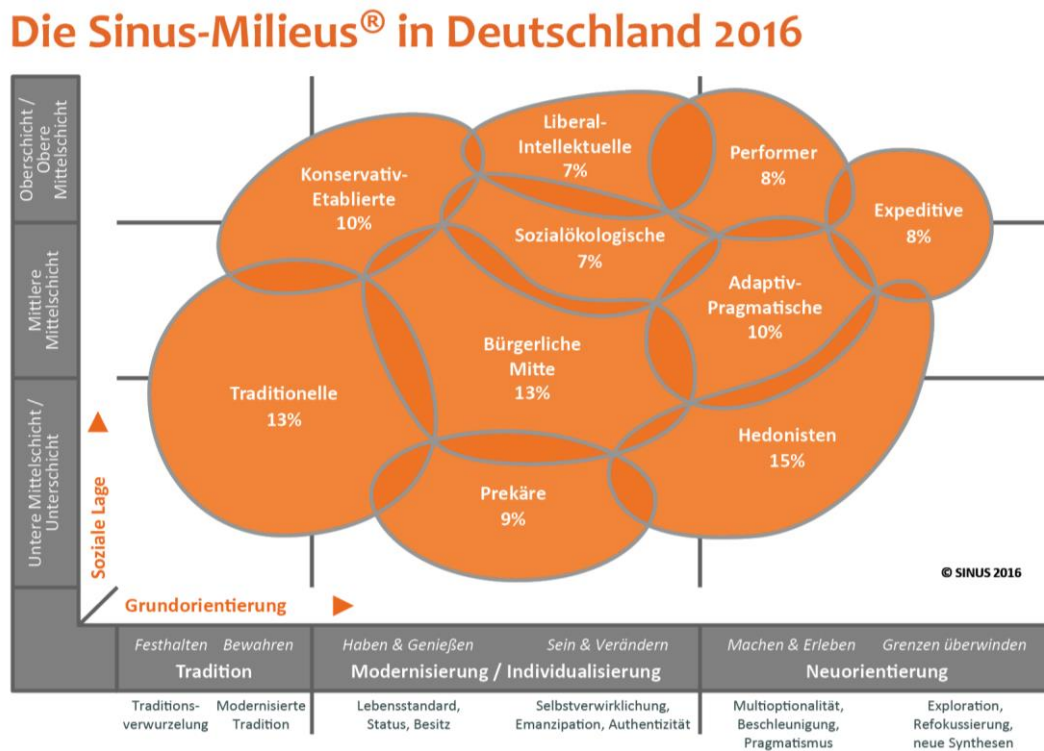 Die Sinus-Milieus® in Deutschland 2016
Oberschicht /
Obere
Mittelschicht
Mittlere
Mittelschicht
Untere Mittelschicht /
Unterschicht
Soziale Lage
Konservativ-
Etablierte
10%
Liberal-
Intellektuelle
7%
Performer
8%
Expeditive
8%
Sozialökologische
7%
Adaptiv-
Pragmatische
10%
Bürgerliche
Mitte
13%
Traditionelle
13%
Hedonisten
15%
Prekäre
9%
© SINUS 2016
Grundorientierung
Festhalten Bewahren
Tradition
Haben & Genießen Sein & Verändern
Modernisierung / Individualisierung
Machen & Erleben Grenzen überwinden
Neuorientierung
Traditions-
verwurzelung
Modernisierte
Tradition
Lebensstandard,
Status, Besitz
Selbstverwirklichung,
Emanzipation, Authentizität
Multioptionalität,
Beschleunigung,
Pragmatismus
Exploration,
Refokussierung,
neue Synthesen